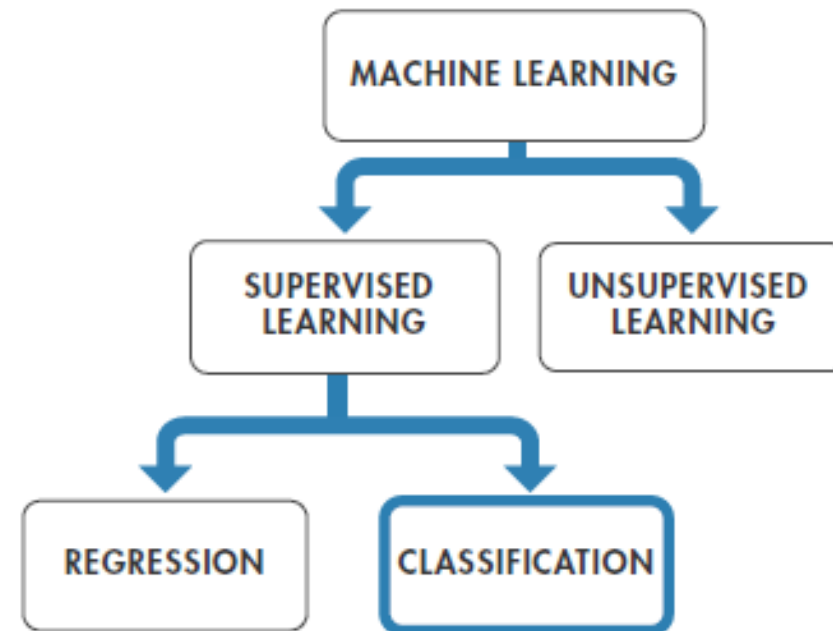 MACHINE LEARNING
SUPERVISED
LEARNING
UNSUPERVISED
LEARNING
REGRESSION
CLASSIFICATION